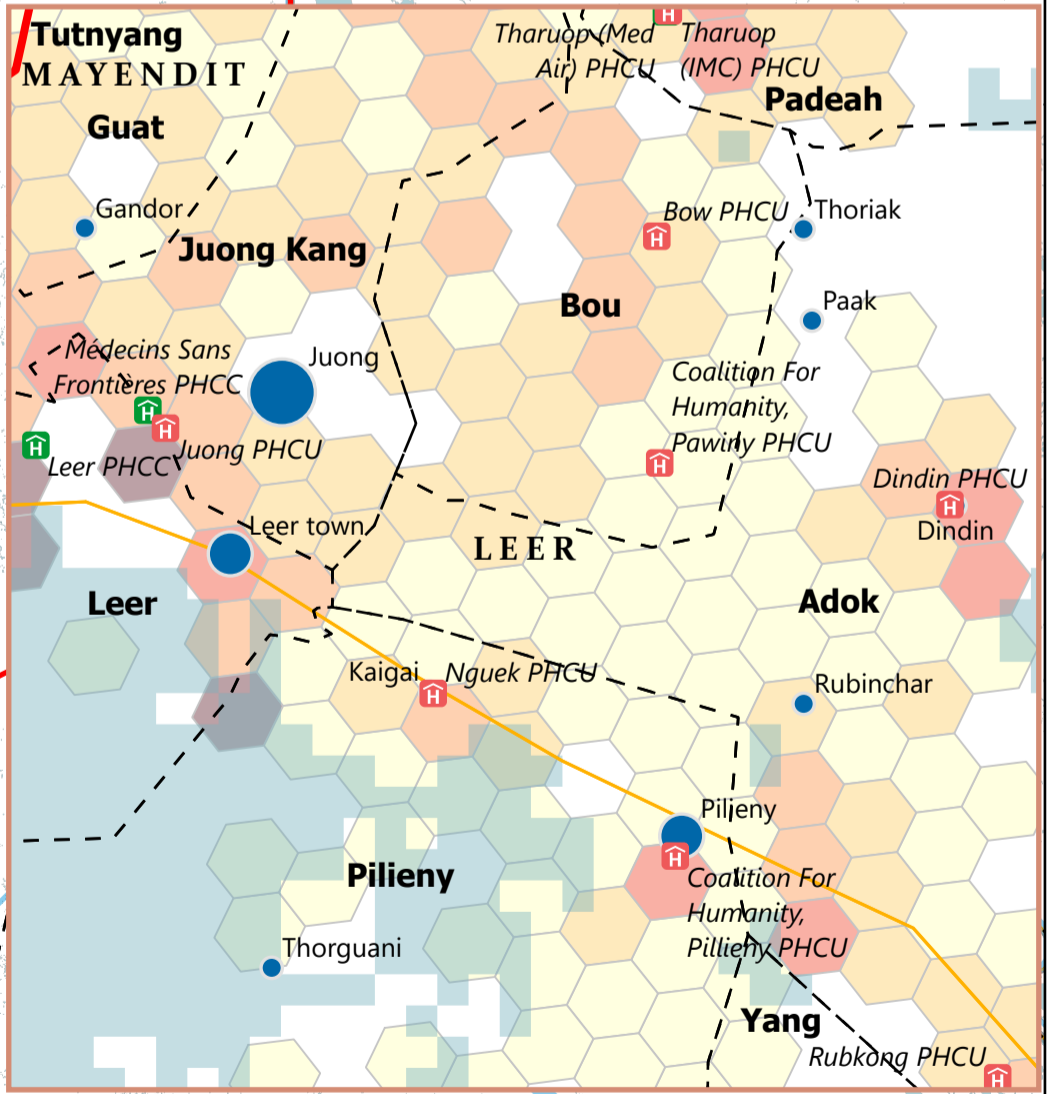 Tutnyang
MAYENDIT
Tharuop (Med
Air) PHCU
Tharuop
(IMC) PHCU
Padeah
Guat
Gandor
Bow PHCU
Thoriak
Juong Kang
Bou
Paak
Médecins Sans
Frontières PHCC
Juong
Coalition For
Humanity,
Pawiny PHCU
Juong PHCU
Leer PHCC
Dindin PHCU
Dindin
Leer town
LEER
Leer
Adok
Kaigai
Nguek PHCU
Rubinchar
Pilieny
Pilieny
Coalition For
Humanity,
Pillieny PHCU
Thorguani
Yang
Rubkong PHCU